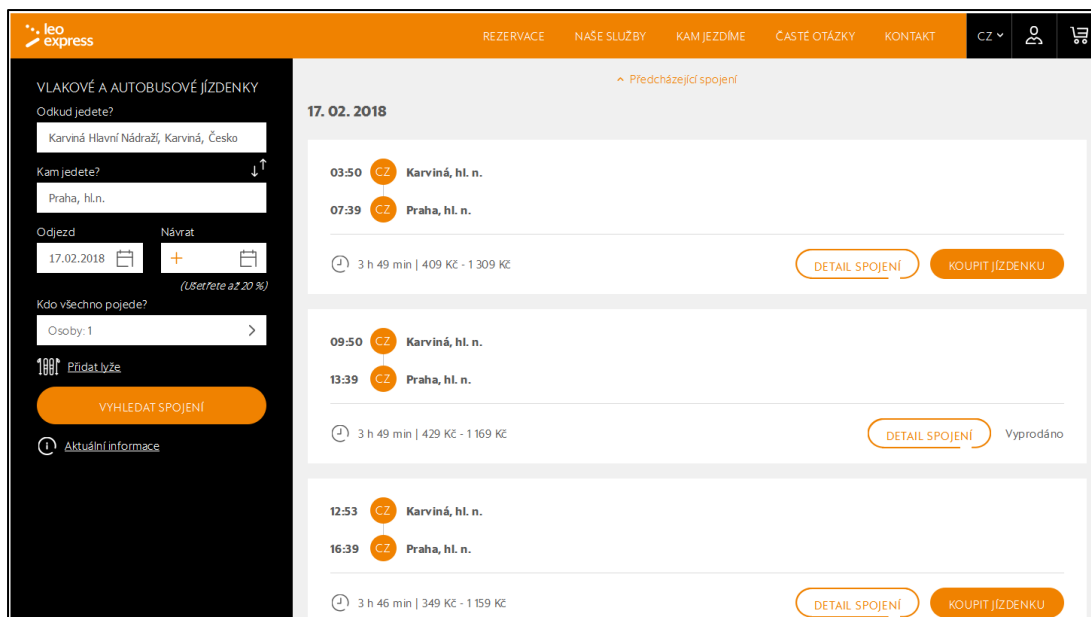 leo express
REZERVACE NAŠE SLUŽBY KAM JEZDÍME ČASTÉ OTÁZKY KONTAKT CZ
VLAKOVÉ A AUTOBUSOVÉ JÍZDENKY
Odkud jedete?
Karviná Hlavní Nádraží, Karviná, Česko
Kam jedete?
Praha, hl.n.
Odjezd Návrat
17.02.2018 +
(Ušetřete až 20 %)
Kdo všechno pojede?
Osoby: 1
Přidat lyže
VYHLEDAT SPOJENÍ
Aktuální informace
Předcházející spojení
17. 02. 2018
03:50 CZ Karviná, hl. n.
07:39 CZ Praha, hl. n.
3 h 49 min | 409 Kč - 1 309 Kč DETAIL SPOJENÍ KOUPIT JÍZDENKU
09:50 CZ Karviná, hl. n.
13:39 CZ Praha, hl. n.
3 h 49 min | 429 Kč - 1 169 Kč DETAIL SPOJENÍ Vyprodáno
12:53 CZ Karviná, hl. n.
16:39 CZ Praha, hl. n.
3 h 46 min | 349 Kč - 1 159 Kč DETAIL SPOJENÍ KOUPIT JÍZDENKU